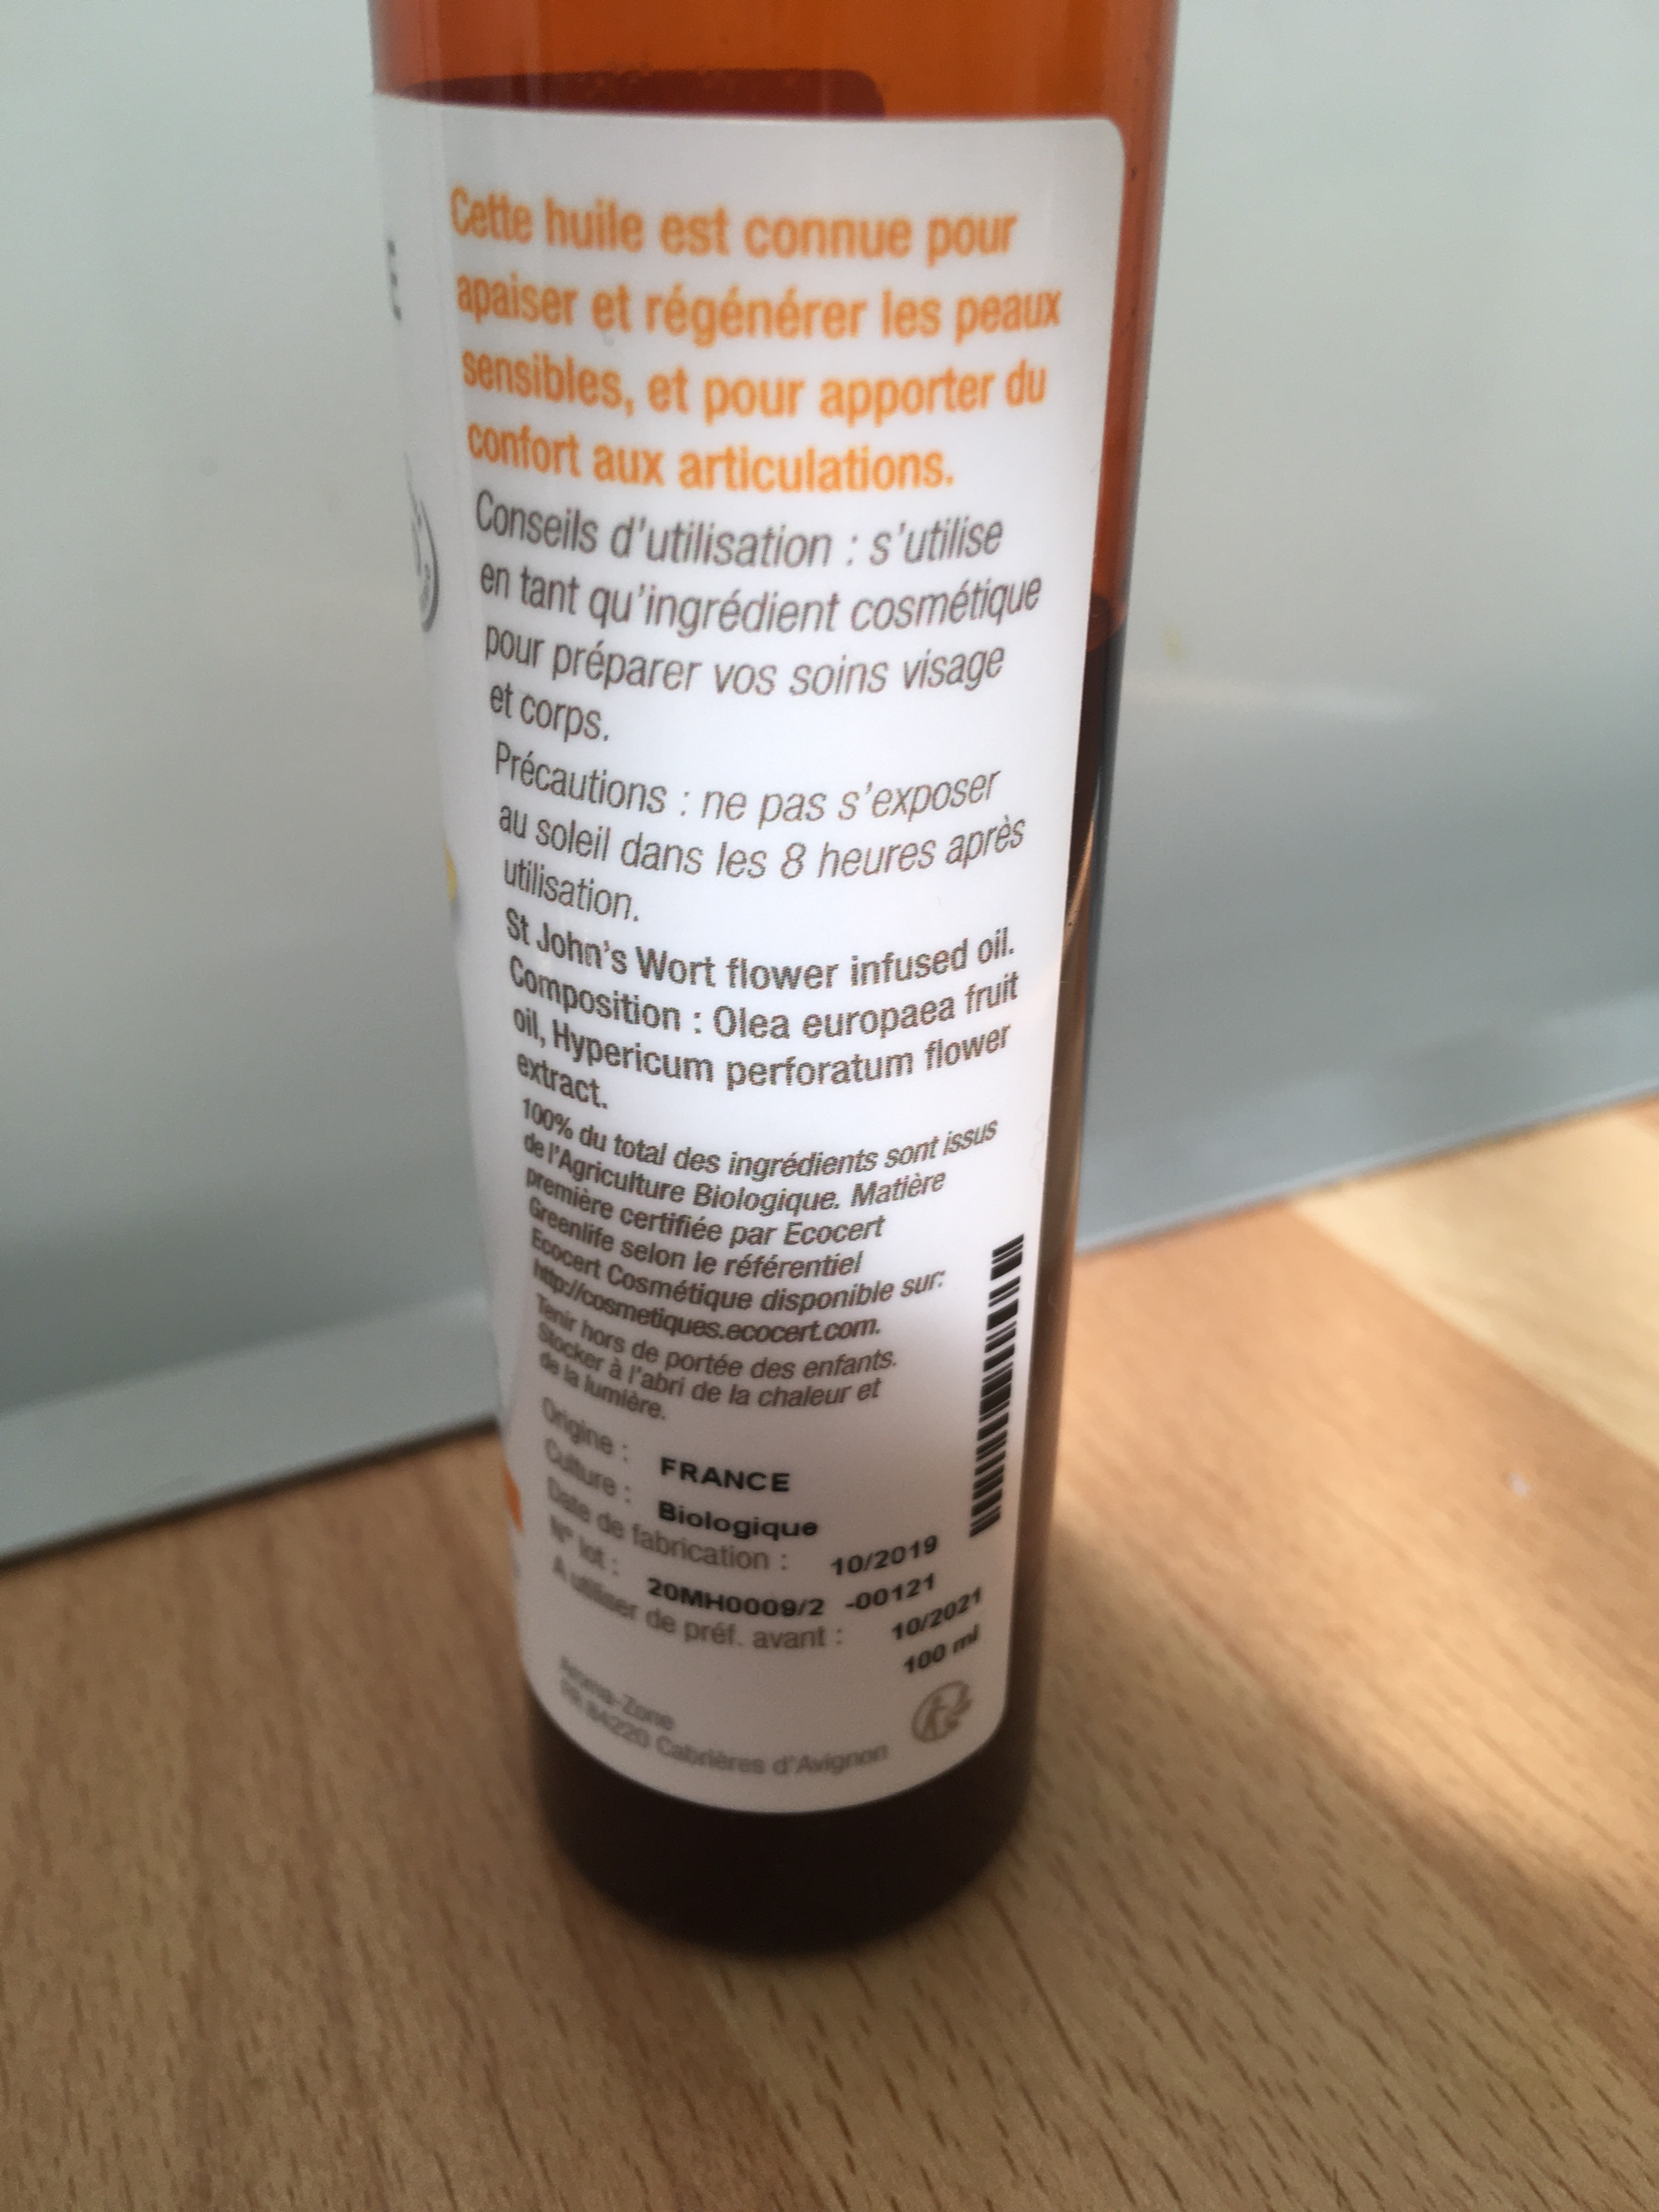 E
Cette huile est connue pour
apaiser et régénérer les peaux
sensibles, et pour apporter du
confort aux articulations.
Conseils d'utilisation : s'utilise
en tant qu'ingrédient cosmétique
pour préparer vos soins visage
et corps.
Précautions : ne pas s'exposer
au soleil dans les 8 heures après
utilisation.
St John's Wort flower infused oil.
Composition : Olea europaea fruit
oil, Hypericum perforatum flower
extract.
100% du total des ingrédients sont issus
de l'Agriculture Biologique. Matière
première certifiée par Ecocert
Greenlife selon le référentiel
Ecocert Cosmétique disponible sur:
http://cosmetiques.ecocert.com.
Tenir hors de portée des enfants.
Stocker à l'abri de la chaleur et
de la lumière.
Origine : FRANCE
Culture : Biologique
Date de fabrication : 10/2019
N° lot : 20MH0009/2 -00121
A utiliser de préf. avant : 10/2021
100 ml
Aroma-Zone
FR 84220 Cabrières d'Avignon